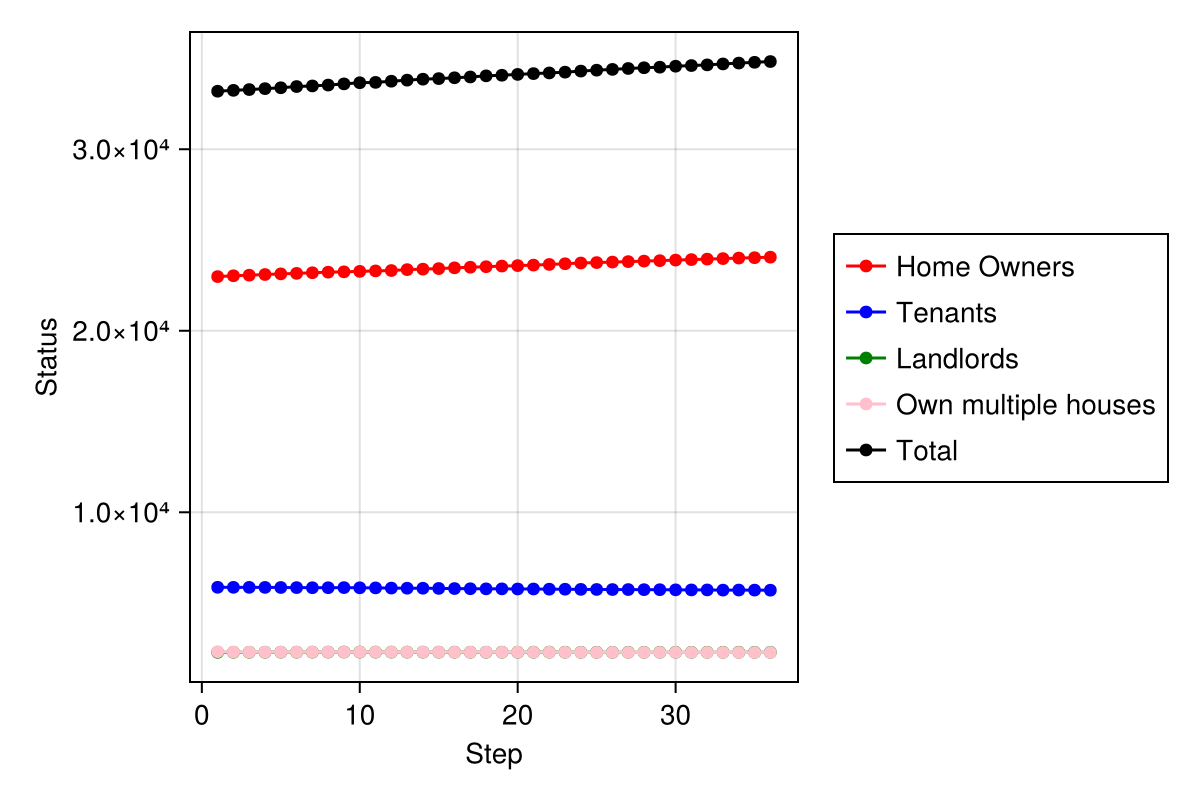 3.0×10⁴
2.0×10⁴
1.0×10⁴
Status
0 10 20 30
Step
Home Owners
Tenants
Landlords
Own multiple houses
Total